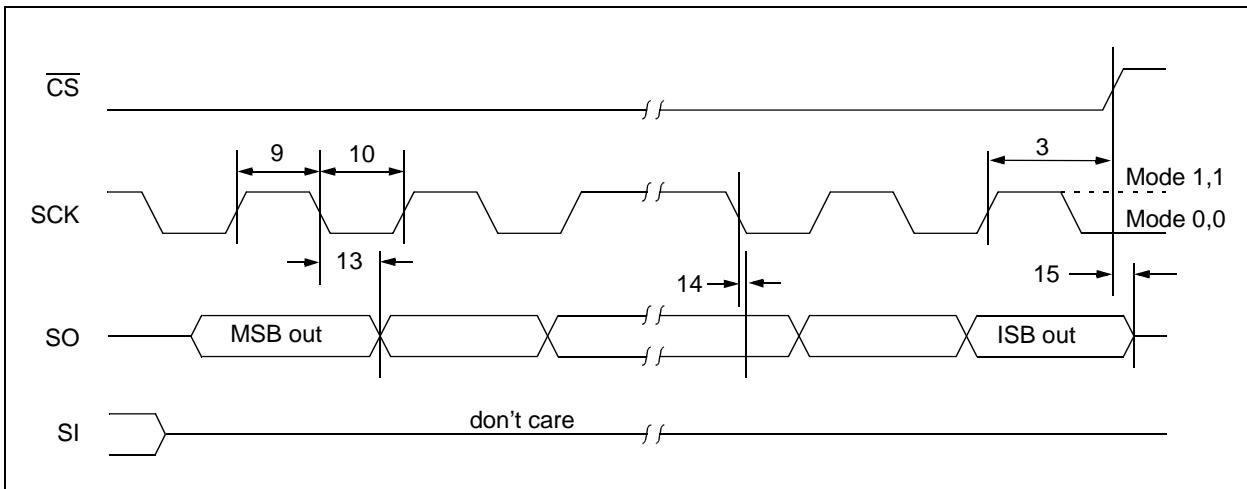 CS
9
10
3
SCK
Mode 1,1
Mode 0,0
13
14
15
SO
MSB out
ISB out
SI
don't care